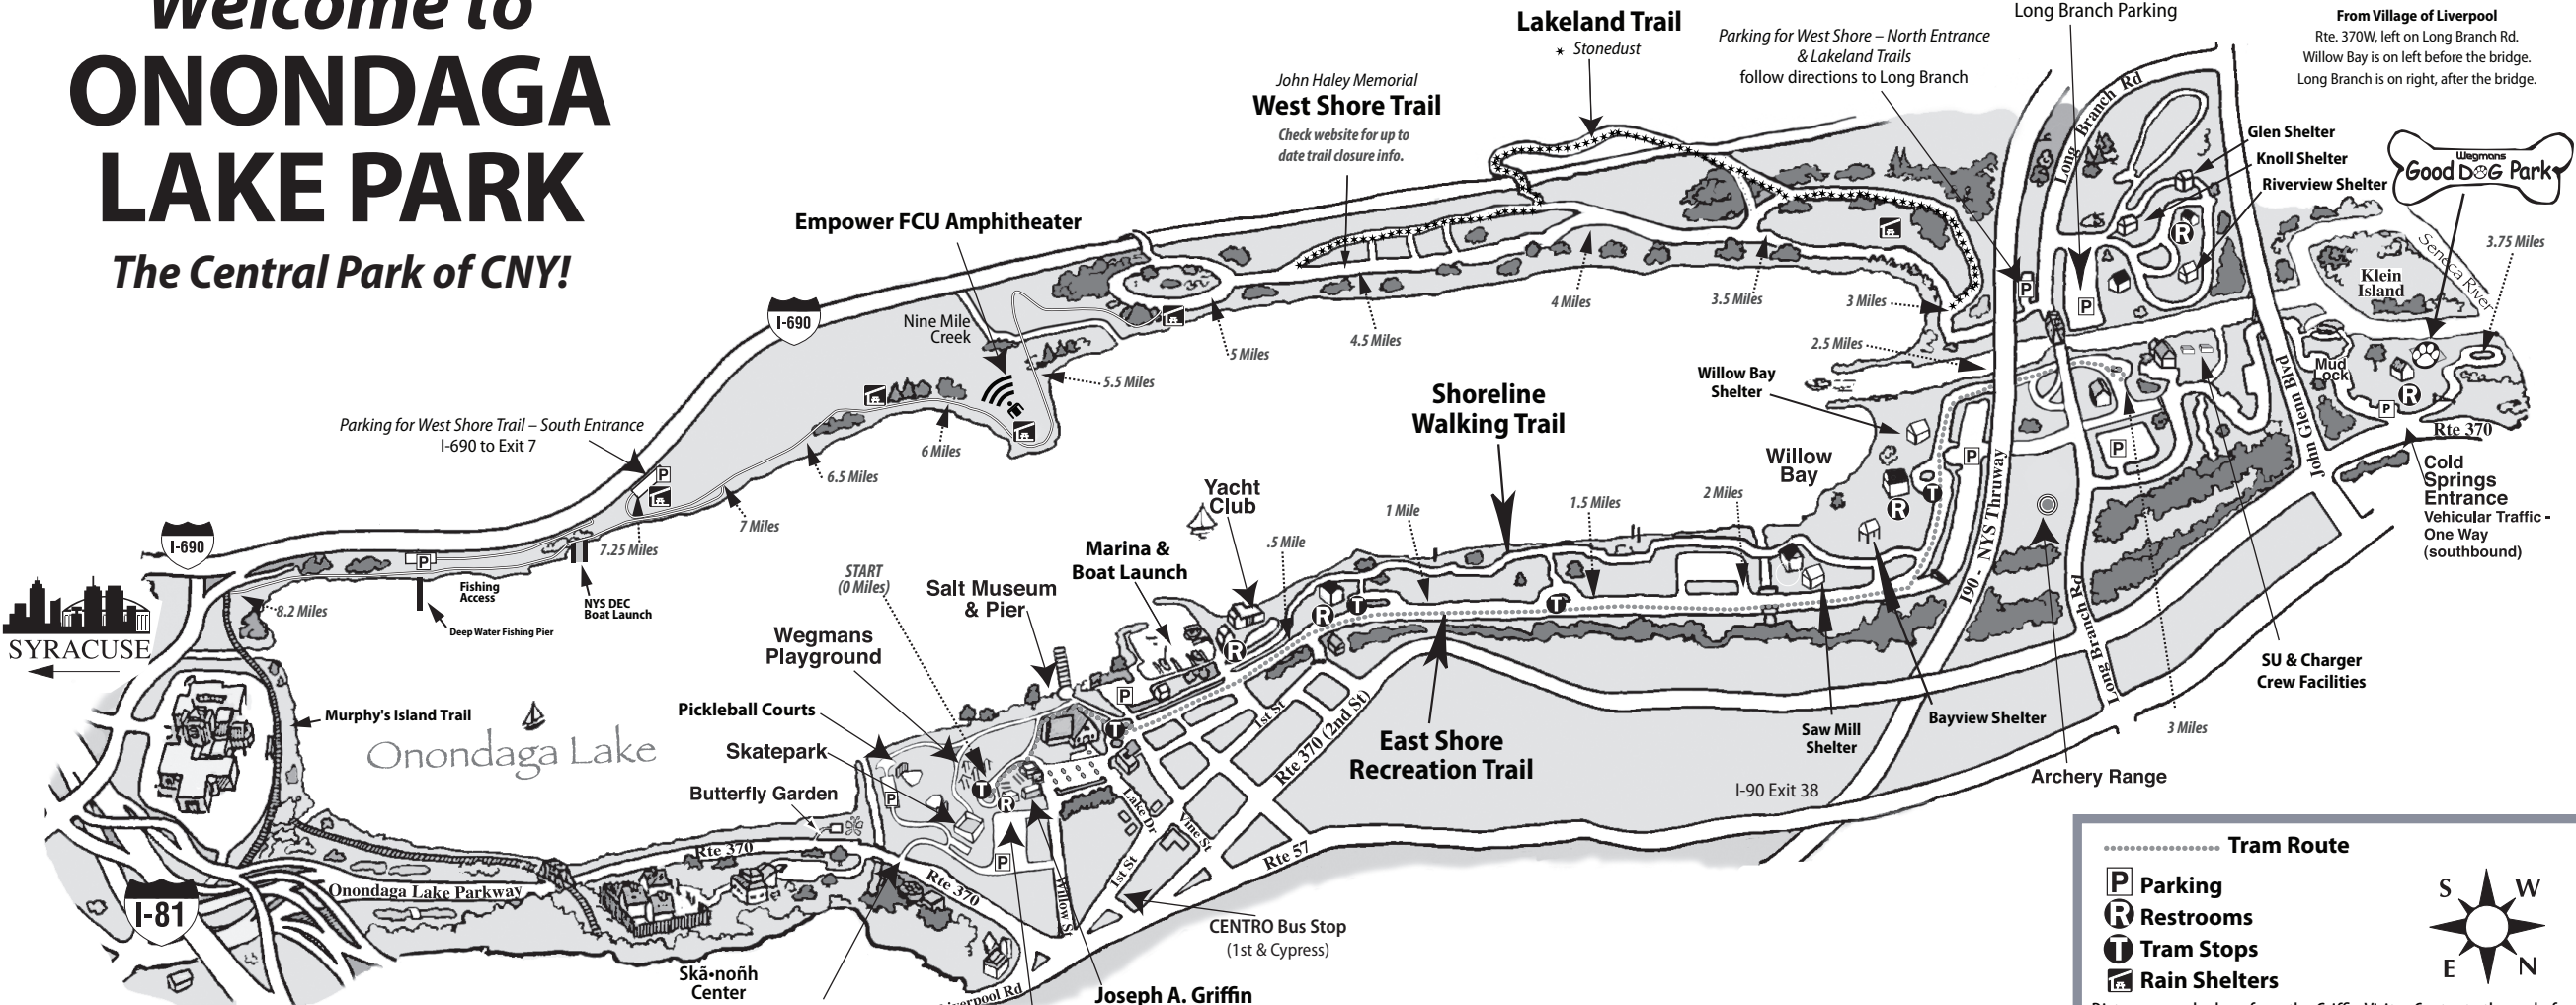 Welcome to
ONONDAGA
LAKE PARK
The Central Park of CNY!
Lakeland Trail
Stonedust
Parking for West Shore – North Entrance
& Lakeland Trails
follow directions to Long Branch
Long Branch Parking
From Village of Liverpool
Rte. 370W, left on Long Branch Rd.
Willow Bay is on left before the bridge.
Long Branch is on right, after the bridge.
John Haley Memorial
West Shore Trail
Check website for up to
date trail closure info.
Long Branch Rd
Glen Shelter
Knoll Shelter
Riverview Shelter
Wegmans
Good DOG Park
Empower FCU Amphitheater
I-690
Nine Mile
Creek
5 Miles
4.5 Miles
4 Miles
3.5 Miles
3 Miles
2.5 Miles
P
P
R
Klein
Island
Seneca River
3.75 Miles
5.5 Miles
6 Miles
6.5 Miles
7 Miles
7.25 Miles
Parking for West Shore Trail – South Entrance
I-690 to Exit 7
P
Shoreline
Walking Trail
Willow Bay
Shelter
Willow
Bay
P
T
R
P
John Glenn Blvd
Mud
ock
R
P
Rte 370
Cold
Springs
Entrance
Vehicular Traffic -
One Way
(southbound)
I-690
P
Fishing
Access
NYS DEC
Boat Launch
Deep Water Fishing Pier
8.2 Miles
SYRACUSE
START
(0 Miles)
Salt Museum
& Pier
Marina &
Boat Launch
Yacht
Club
.5 Mile
1 Mile
1.5 Miles
2 Miles
R
R
T
T
I90 - NYS Thruway
Long Branch Rd
Wegmans
Playground
Pickleball Courts
Skatepark
Butterfly Garden
Murphy's Island Trail
Onondaga Lake
P
T
P
T
R
P
1st St
Rte 370 (2nd St)
East Shore
Recreation Trail
Saw Mill
Shelter
Bayview Shelter
I-90 Exit 38
Archery Range
SU & Charger
Crew Facilities
3 Miles
Lake Dr
Vine St
1st St
Rte 57
Willow St
Rte 370
Rte 370
Onondaga Lake Parkway
I-81
Skä•noñh
Center
CENTRO Bus Stop
(1st & Cypress)
Joseph A. Griffin
Liverpool Rd
Tram Route
P Parking
R Restrooms
T Tram Stops
Rain Shelters
S W
E N